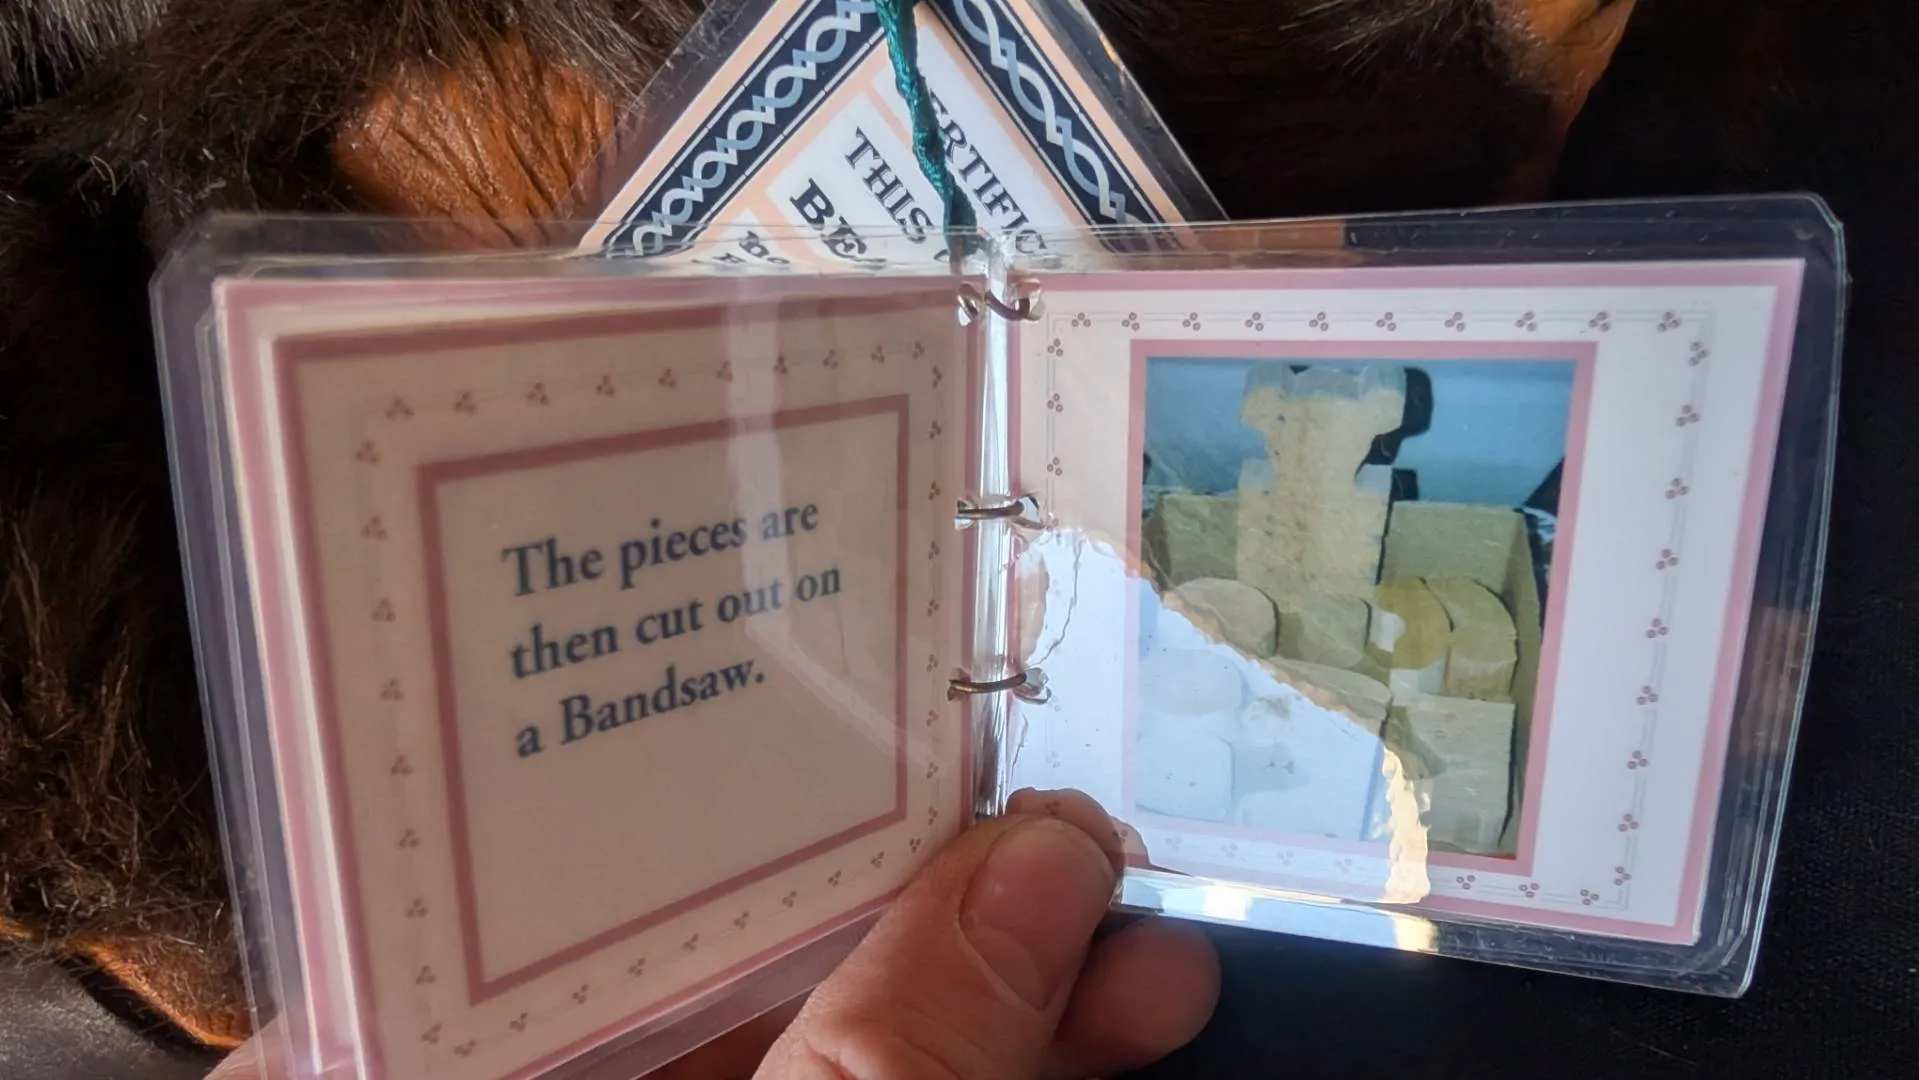 THIS
The pieces are
then cut out on
a Bandsaw.